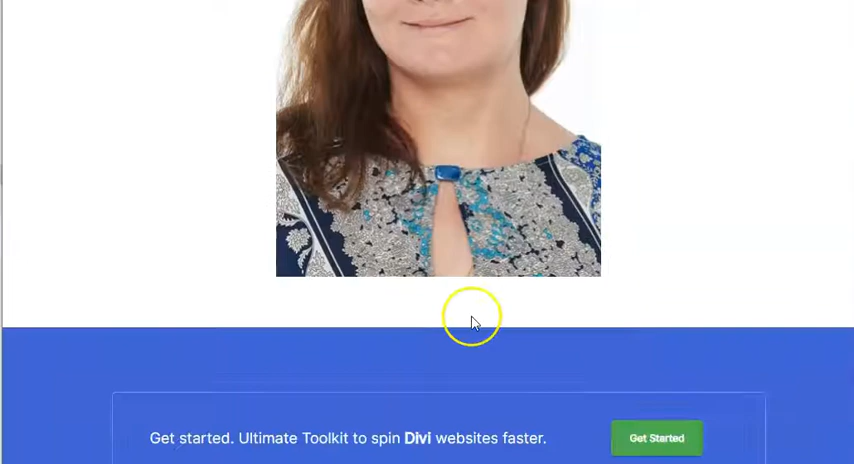 Get started. Ultimate Toolkit to spin Divi websites faster.
Get Started